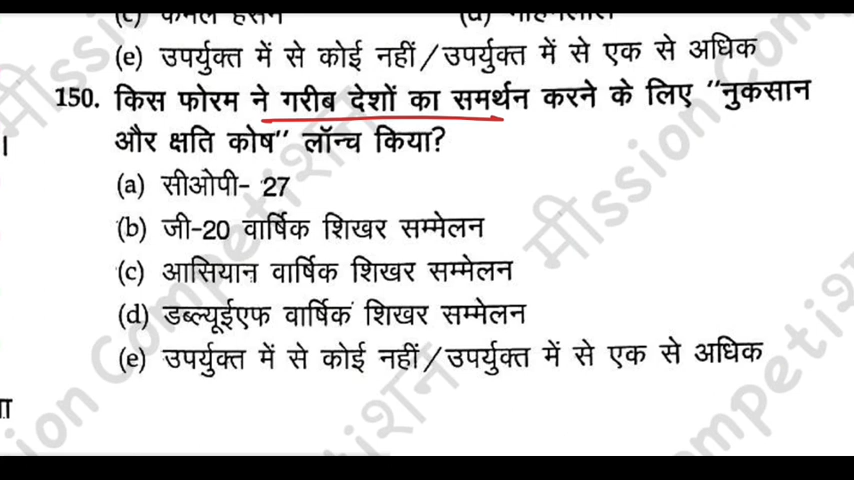 (e) उपर्युक्त में से कोई नहीं/उपर्युक्त में से एक से अधिक
150. किस फोरम ने गरीब देशों का समर्थन करने के लिए "नुकसान
और क्षति कोष" लॉन्च किया?
(a) सीओपी- 27
(b) जी-20 वार्षिक शिखर सम्मेलन
(c) आसियान वार्षिक शिखर सम्मेलन
(d) डब्ल्यूईएफ वार्षिक शिखर सम्मेलन
(e) उपर्युक्त में से कोई नहीं/उपर्युक्त में से एक से अधिक